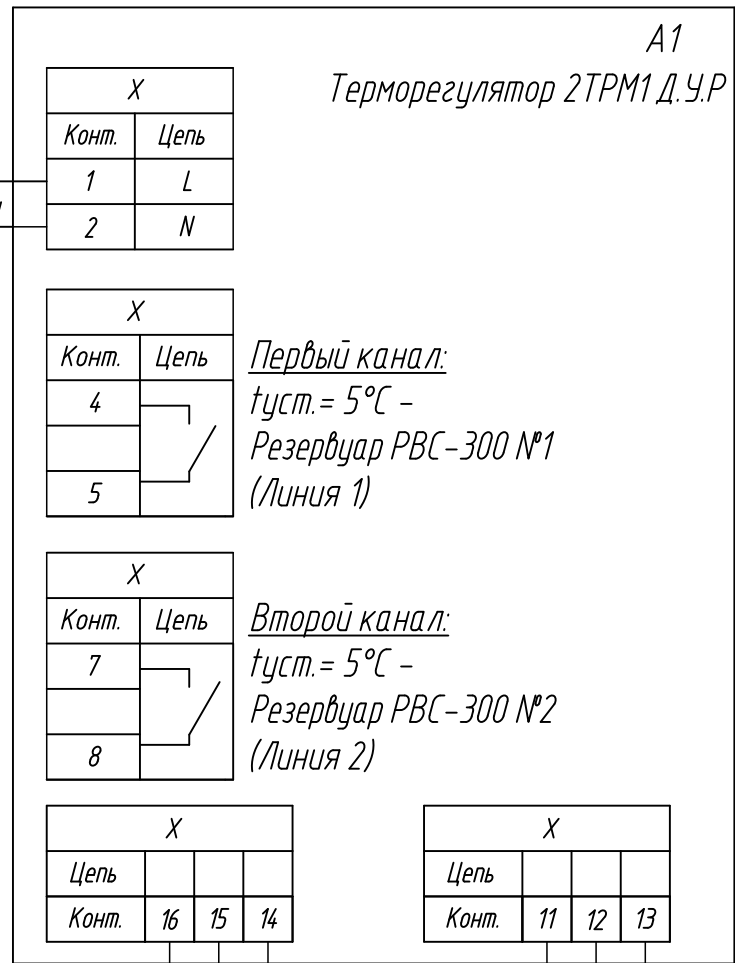 А1
Терморегулятор 2ТРМ1 Д.У.Р
X
Конт. Цепь
1 L
2 N
X
Конт. Цепь
4
5
Первый канал:
tуст.= 5°С –
Резервуар РВС-300 №1
(Линия 1)
X
Конт. Цепь
7
8
Второй канал:
tуст.= 5°С –
Резервуар РВС-300 №2
(Линия 2)
X
Цепь
Конт. 16 15 14
X
Цепь
Конт. 11 12 13